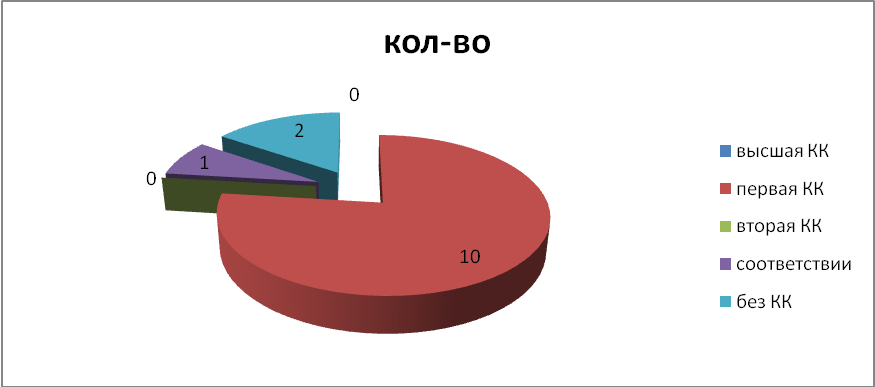 кол-во
0
2
1
0
10
высшая КК
первая КК
вторая КК
соответствии
без КК